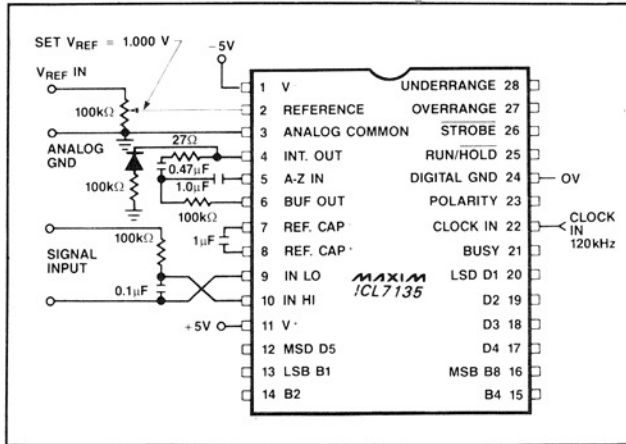 SET VREF = 1.000 V
VREF IN
100kΩ
ANALOG GND
100kΩ
27Ω
0.47µF
1.0µF
100kΩ
100kΩ
1µF
SIGNAL INPUT
0.1µF
-5V
+5V
1 V
2 REFERENCE
3 ANALOG COMMON
4 INT. OUT
5 A-Z IN
6 BUF OUT
7 REF. CAP
8 REF. CAP
9 IN LO
10 IN HI
11 V+
12 MSD D5
13 LSB B1
14 B2
MAXIM
ICL7135
UNDERRANGE 28
OVERRANGE 27
STROBE 26
RUN/HOLD 25
DIGITAL GND 24
0V
POLARITY 23
CLOCK IN 22
CLOCK IN 120kHz
BUSY 21
LSD D1 20
D2 19
D3 18
D4 17
MSB B8 16
B4 15